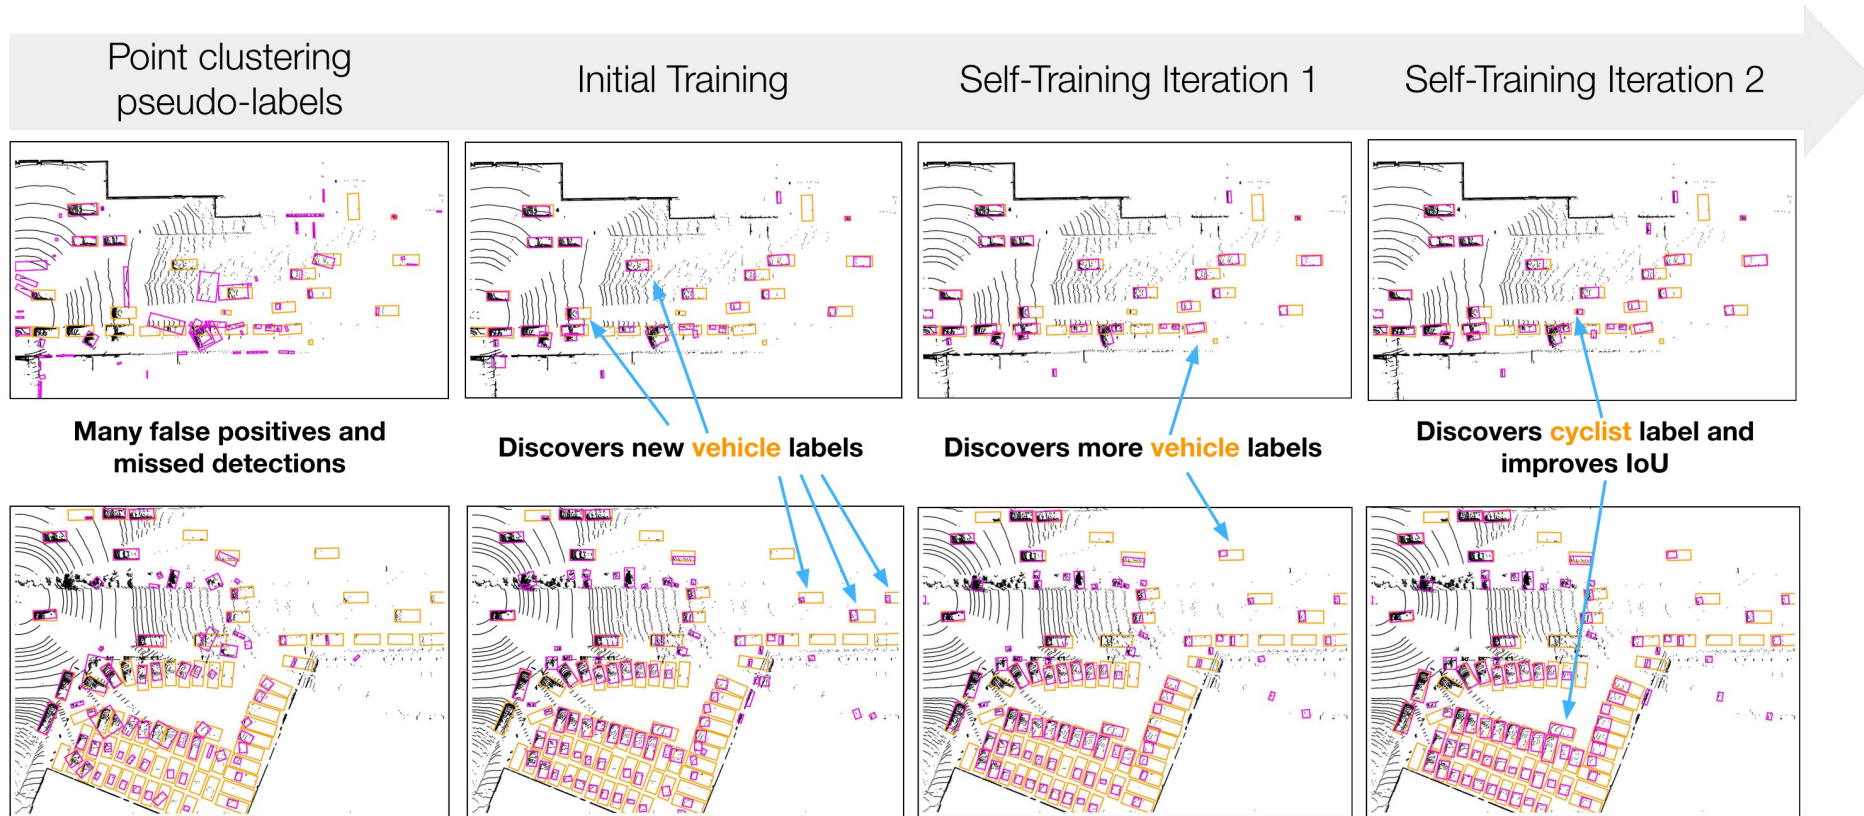 Point clustering
pseudo-labels
Initial Training
Self-Training Iteration 1
Self-Training Iteration 2
Many false positives and
missed detections
Discovers new vehicle labels
Discovers more vehicle labels
Discovers cyclist label and
improves IoU